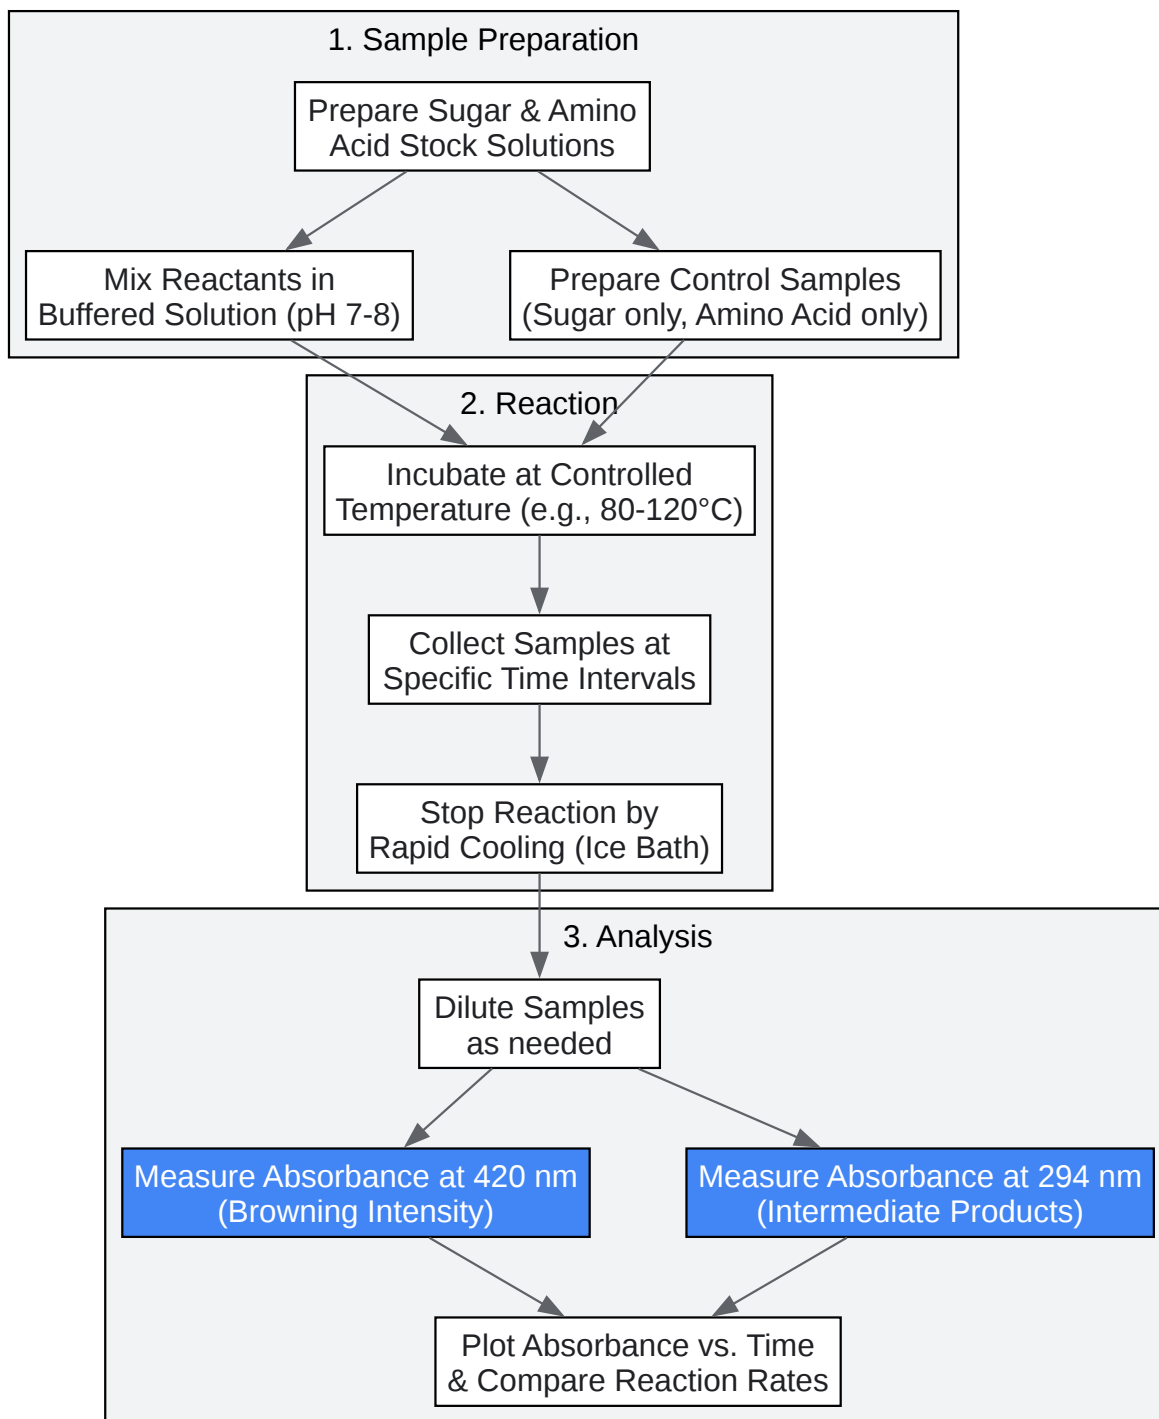 1. Sample Preparation
Prepare Sugar & Amino
Acid Stock Solutions
Mix Reactants in
Buffered Solution (pH 7-8)
Prepare Control Samples
(Sugar only, Amino Acid only)
2. Reaction
Incubate at Controlled
Temperature (e.g., 80-120°C)
Collect Samples at
Specific Time Intervals
Stop Reaction by
Rapid Cooling (Ice Bath)
3. Analysis
Dilute Samples
as needed
Measure Absorbance at 420 nm
(Browning Intensity)
Measure Absorbance at 294 nm
(Intermediate Products)
Plot Absorbance vs. Time
& Compare Reaction Rates